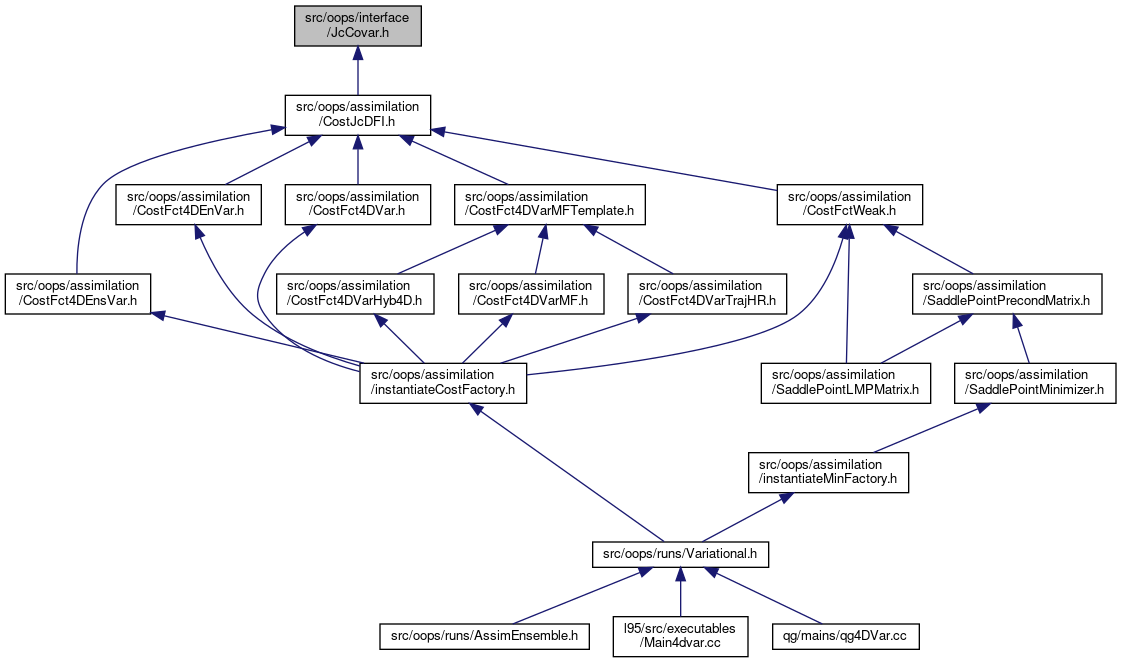 src/oops/interface
/JcCovar.h
src/oops/assimilation
/CostJcDFI.h
src/oops/assimilation
/CostFct4DEnVar.h
src/oops/assimilation
/CostFct4DVar.h
src/oops/assimilation
/CostFct4DVarMFTemplate.h
src/oops/assimilation
/CostFctWeak.h
src/oops/assimilation
/CostFct4DEnsVar.h
src/oops/assimilation
/CostFct4DVarHyb4D.h
src/oops/assimilation
/CostFct4DVarMF.h
src/oops/assimilation
/CostFct4DVarTrajHR.h
src/oops/assimilation
/SaddlePointPrecondMatrix.h
src/oops/assimilation
/instantiateCostFactory.h
src/oops/assimilation
/SaddlePointLMPMatrix.h
src/oops/assimilation
/SaddlePointMinimizer.h
src/oops/assimilation
/instantiateMinFactory.h
src/oops/runs/Variational.h
src/oops/runs/AssimEnsemble.h
l95/src/executables
/Main4dvar.cc
qg/mains/qg4DVar.cc